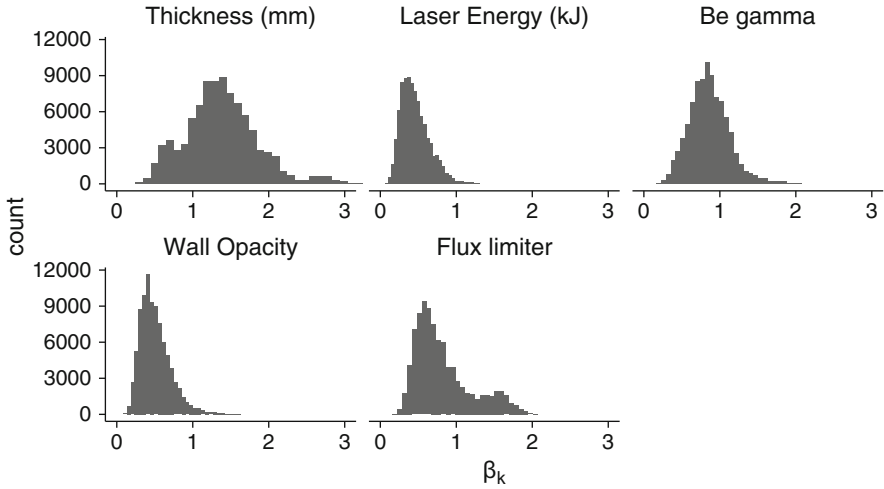 Thickness (mm) Laser Energy (kJ) Be gamma
12000
9000
6000
3000
0
0 1 2 3 0 1 2 3 0 1 2 3
count
Wall Opacity Flux limiter
12000
9000
6000
3000
0
0 1 2 3 0 1 2 3
βk